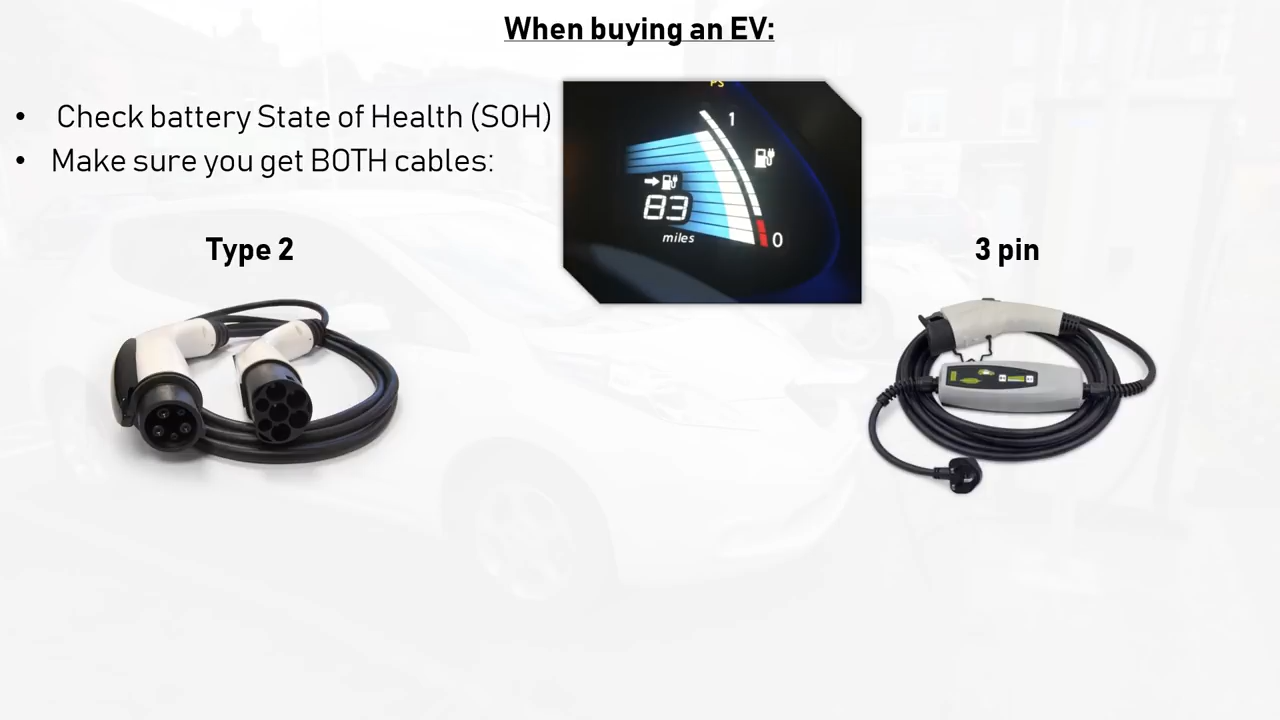 When buying an EV:
• Check battery State of Health (SOH)
• Make sure you get BOTH cables:
PS
1
83
miles
0
Type 2
3 pin